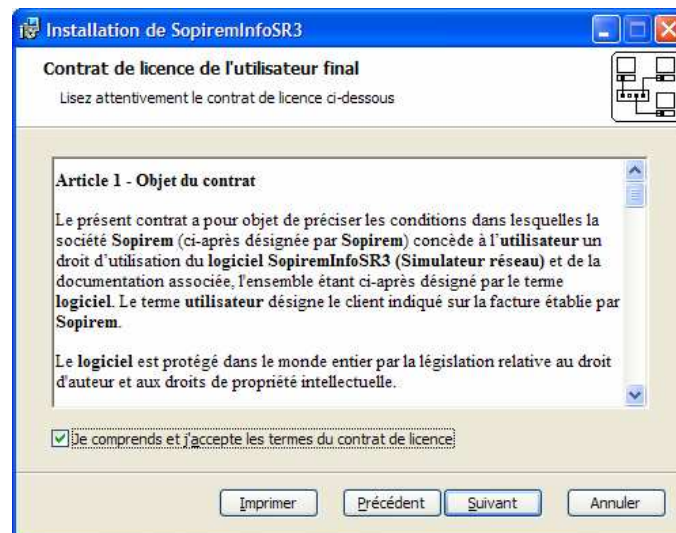 Installation de SopiremInfoSR3
Contrat de licence de l'utilisateur final
Lisez attentivement le contrat de licence ci-dessous
Article 1 - Objet du contrat
Le présent contrat a pour objet de préciser les conditions dans lesquelles la
société Sopirem (ci-après désignée par Sopirem) concède à l'utilisateur un
droit d'utilisation du logiciel SopiremInfoSR3 (Simulateur réseau) et de la
documentation associée, l'ensemble étant ci-après désigné par le terme
logiciel. Le terme utilisateur désigne le client indiqué sur la facture établie par
Sopirem.
Le logiciel est protégé dans le monde entier par la législation relative au droit
d'auteur et aux droits de propriété intellectuelle.
Je comprends et j'accepte les termes du contrat de licence
Imprimer
Précédent
Suivant
Annuler